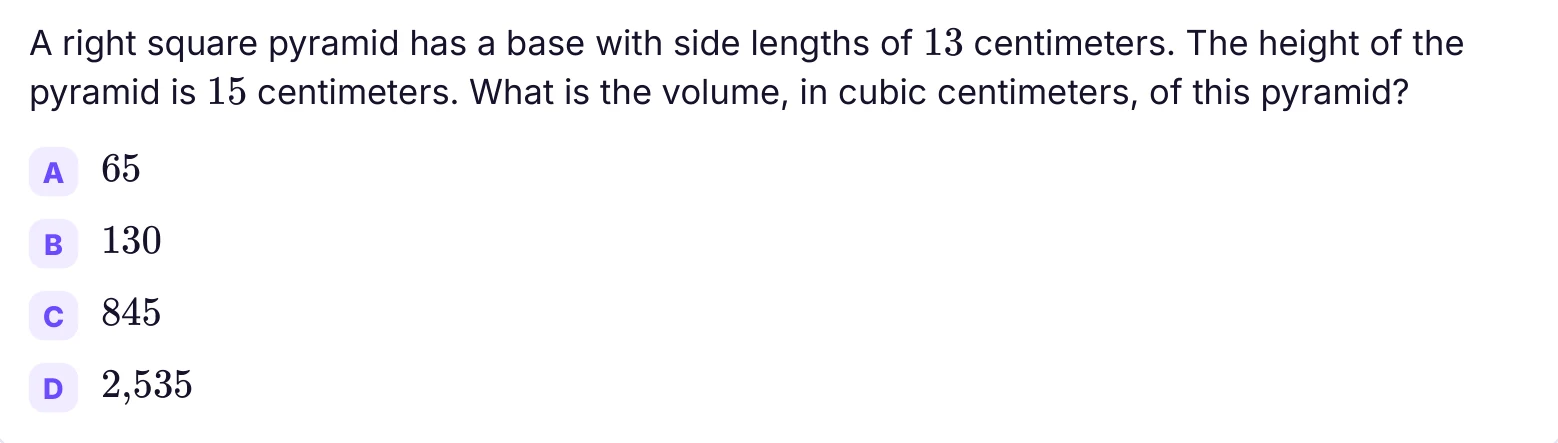 A right square pyramid has a base with side lengths of 13 centimeters. The height of the
pyramid is 15 centimeters. What is the volume, in cubic centimeters, of this pyramid?
A 65
B 130
C 845
D 2,535